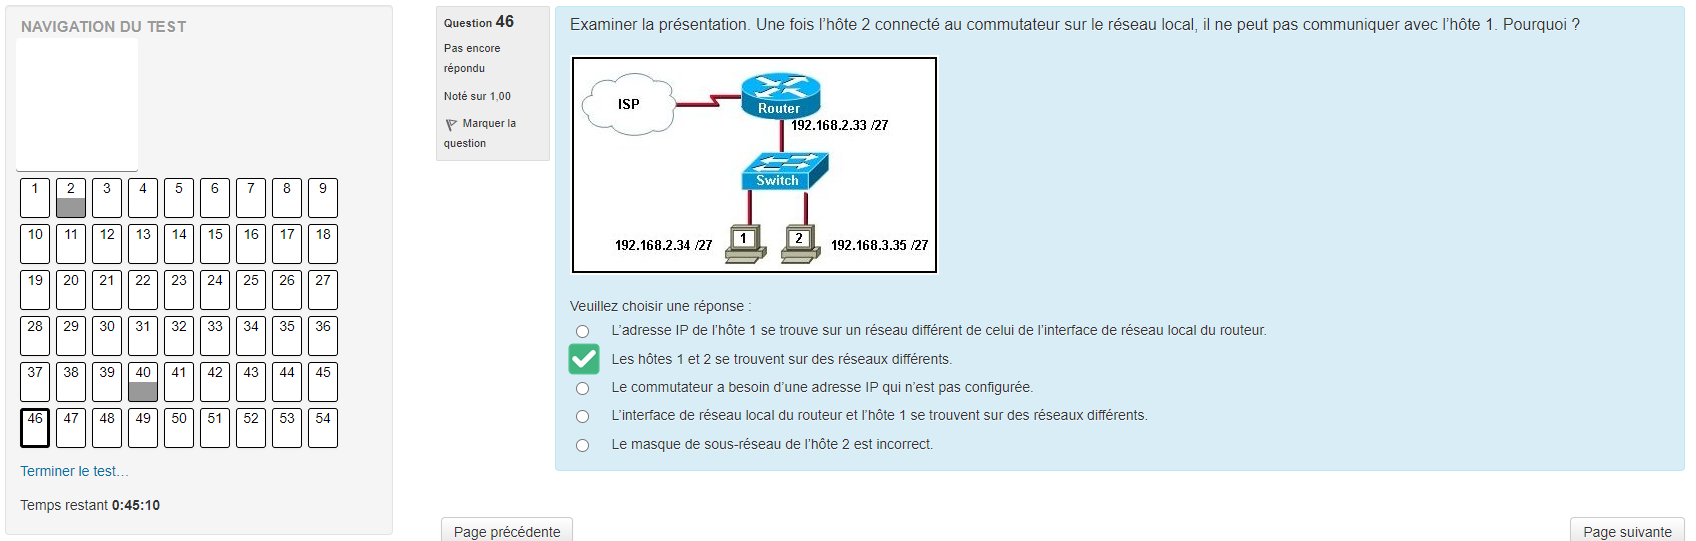 NAVIGATION DU TEST
1 2 3 4 5 6 7 8 9
10 11 12 13 14 15 16 17 18
19 20 21 22 23 24 25 26 27
28 29 30 31 32 33 34 35 36
37 38 39 40 41 42 43 44 45
46 47 48 49 50 51 52 53 54
Terminer le test…
Temps restant 0:45:10
Question 46
Pas encore
répondu
Noté sur 1,00
Marquer la
question
Examiner la présentation. Une fois l’hôte 2 connecté au commutateur sur le réseau local, il ne peut pas communiquer avec l’hôte 1. Pourquoi ?
ISP
Router
192.168.2.33 /27
Switch
1
2
192.168.2.34 /27
192.168.3.35 /27
Veuillez choisir une réponse :
L’adresse IP de l’hôte 1 se trouve sur un réseau différent de celui de l’interface de réseau local du routeur.
Les hôtes 1 et 2 se trouvent sur des réseaux différents.
Le commutateur a besoin d’une adresse IP qui n’est pas configurée.
L’interface de réseau local du routeur et l’hôte 1 se trouvent sur des réseaux différents.
Le masque de sous-réseau de l’hôte 2 est incorrect.
Page précédente
Page suivante